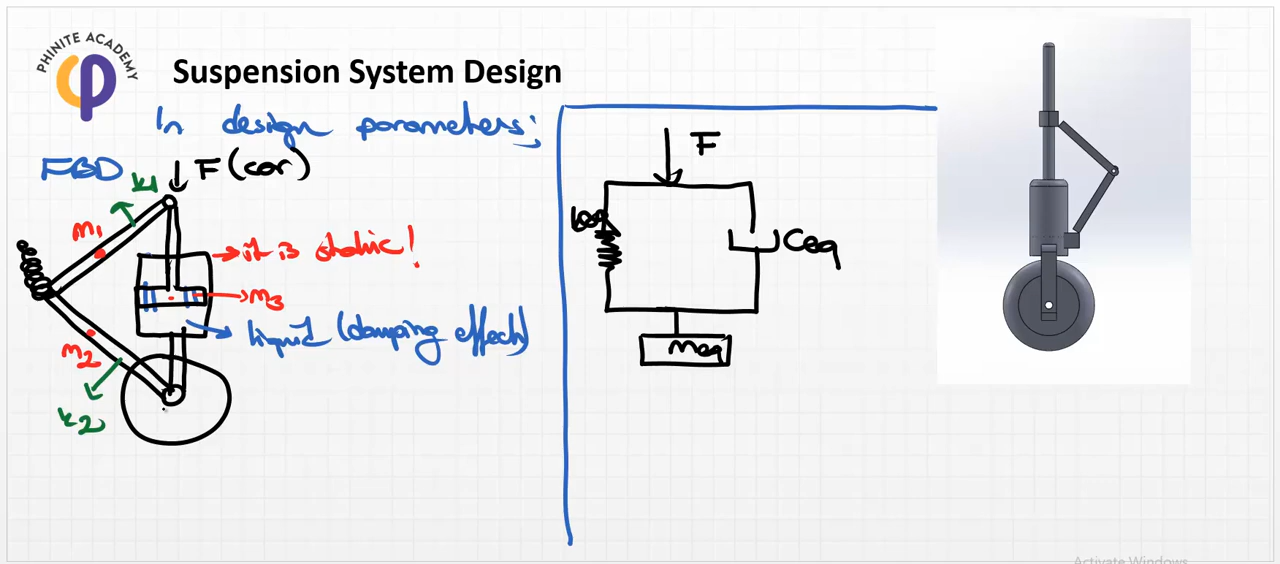 PHINITE ACADEMY
Suspension System Design
In design parameters;
FBD
F (car)
k1
m1
it is static!
m3
liquid (damping effect)
m2
k2
F
keq
Ceq
meq
Activate Windows